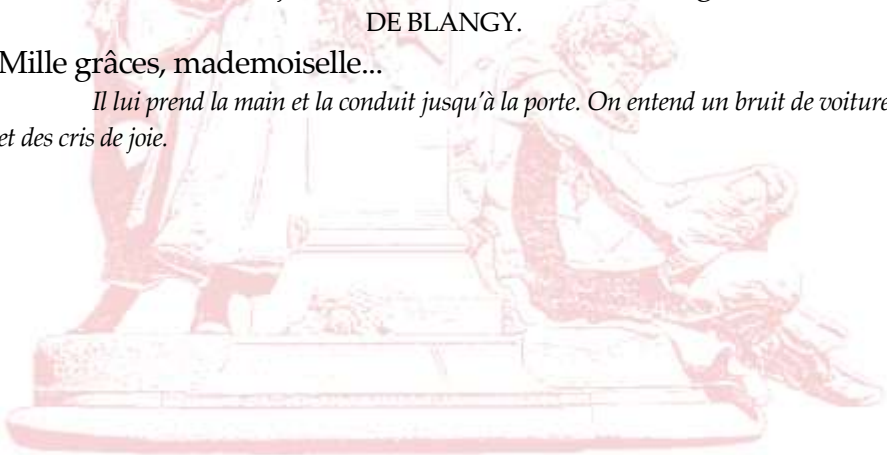 DE BLANGY.
Mille grâces, mademoiselle...
Il lui prend la main et la conduit jusqu'à la porte. On entend un bruit de voiture
et des cris de joie.